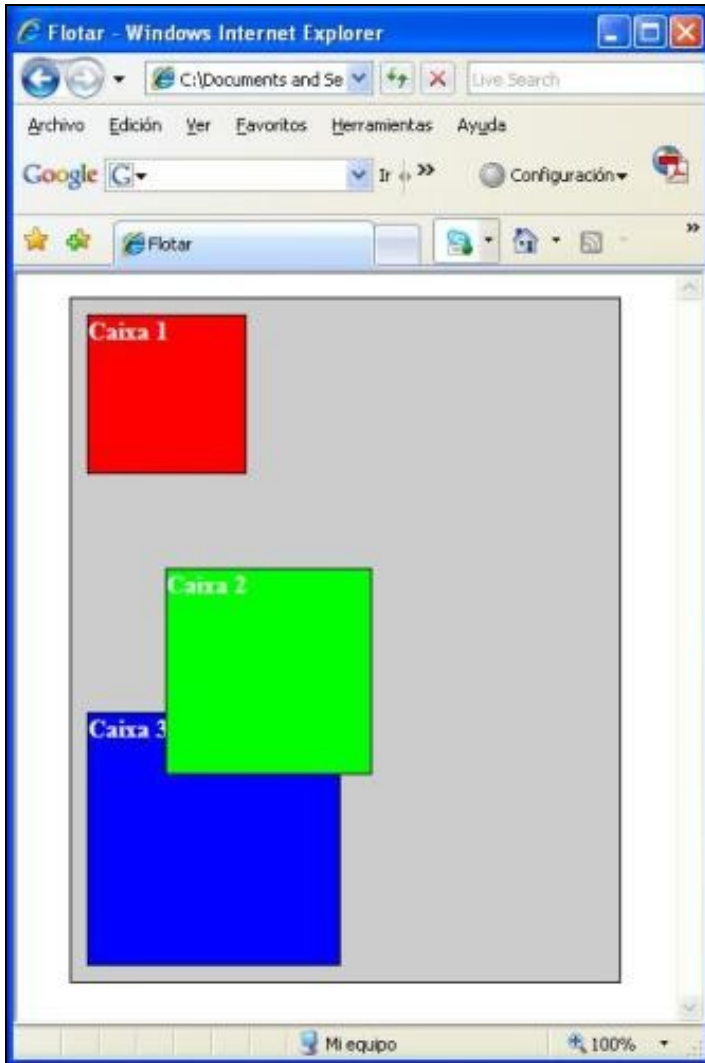 Flotar - Windows Internet Explorer
C:\Documents and Se
Live Search
Archivo Edición Ver Favoritos Herramientas Ayuda
Google G Ir » Configuración
Flotar »
Caixa 1
Caixa 2
Caixa 3
Mi equipo 100%